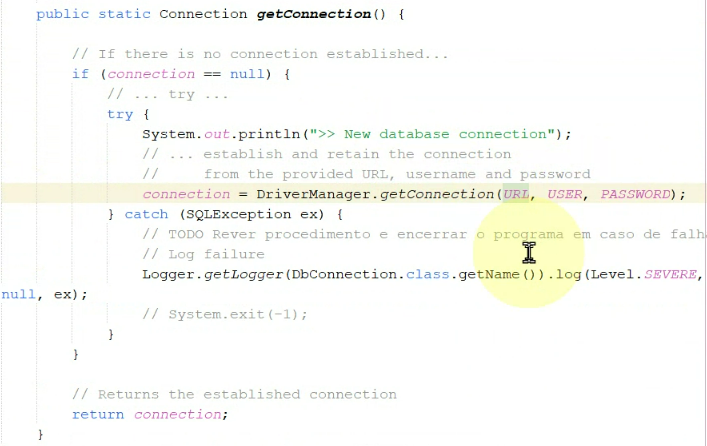 public static Connection getConnection() {
// If there is no connection established...
if (connection == null) {
// ... try ...
try {
System.out.println(">> New database connection");
// ... establish and retain the connection
//     from the provided URL, username and password
connection = DriverManager.getConnection(URL, USER, PASSWORD);
} catch (SQLException ex) {
// TODO Rever procedimento e encerrar o programa em caso de falh
// Log failure
Logger.getLogger(DbConnection.class.getName()).log(Level.SEVERE,
null, ex);
// System.exit(-1);
}
}
// Returns the established connection
return connection;
}